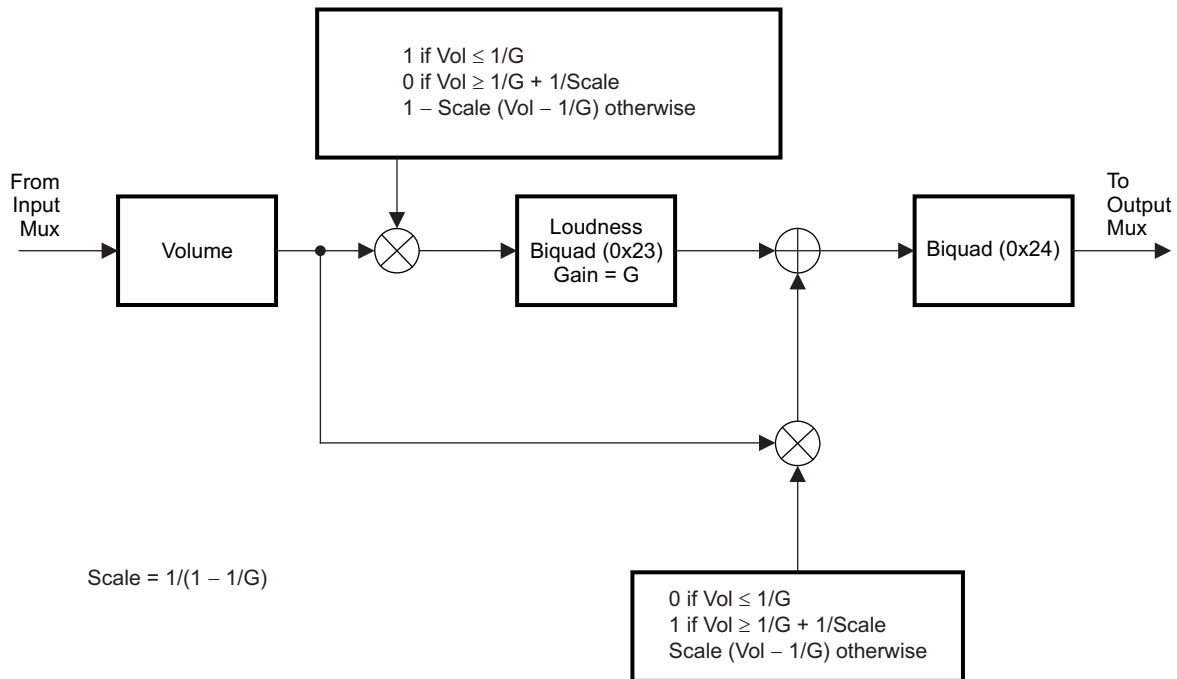 1 if Vol ≤ 1/G
0 if Vol ≥ 1/G + 1/Scale
1 – Scale (Vol – 1/G) otherwise
From
Input
Mux
Volume
Loudness
Biquad (0x23)
Gain = G
Biquad (0x24)
To
Output
Mux
Scale = 1/(1 – 1/G)
0 if Vol ≤ 1/G
1 if Vol ≥ 1/G + 1/Scale
Scale (Vol – 1/G) otherwise